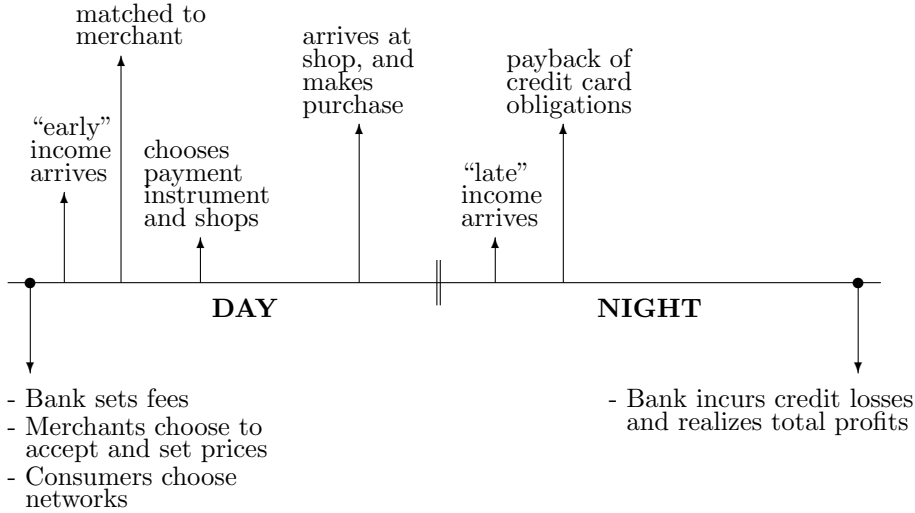 matched to
merchant
“early”
income
arrives
chooses
payment
instrument
and shops
arrives at
shop, and
makes
purchase
“late”
income
arrives
payback of
credit card
obligations
DAY
NIGHT
- Bank sets fees
- Merchants choose to
accept and set prices
- Consumers choose
networks
- Bank incurs credit losses
and realizes total profits